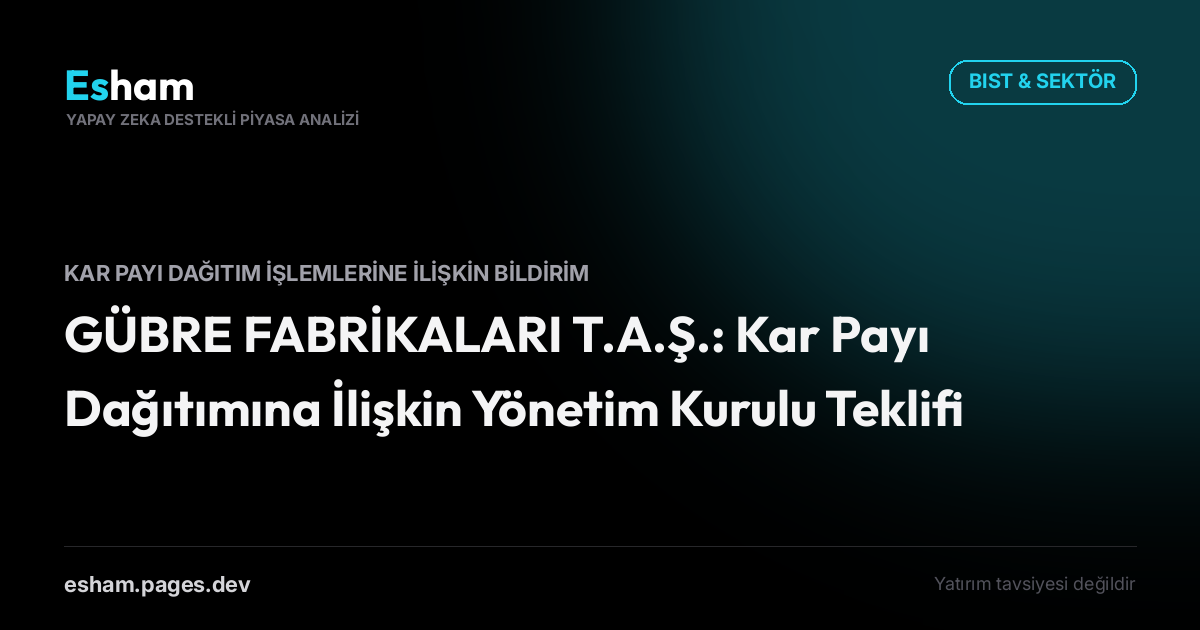 Esham
YAPAY ZEKA DESTEKLİ PİYASA ANALİZİ
BIST & SEKTÖR
KAR PAYI DAĞITIM İŞLEMLERİNE İLİŞKİN BİLDİRİM
GÜBRE FABRİKALARI T.A.Ş.: Kar Payı
Dağıtımına İlişkin Yönetim Kurulu Teklifi
esham.pages.dev
Yatırım tavsiyesi değildir